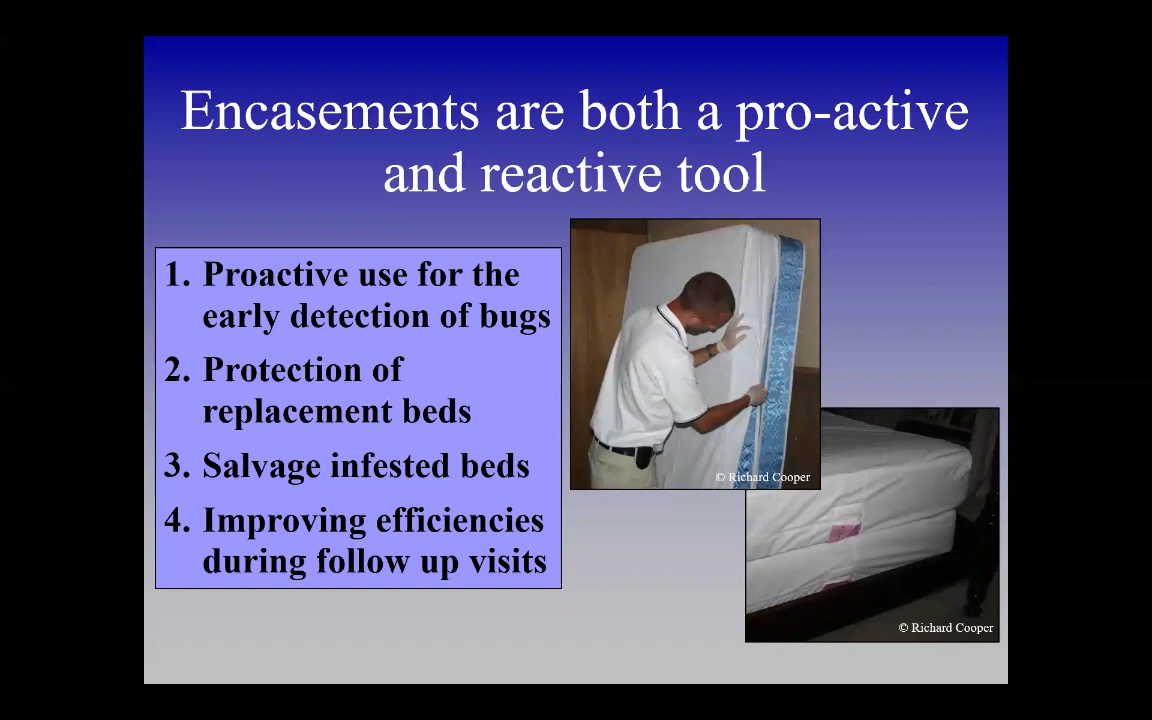 Encasements are both a pro-active
and reactive tool
1. Proactive use for the
early detection of bugs
2. Protection of
replacement beds
3. Salvage infested beds
4. Improving efficiencies
during follow up visits
© Richard Cooper
© Richard Cooper